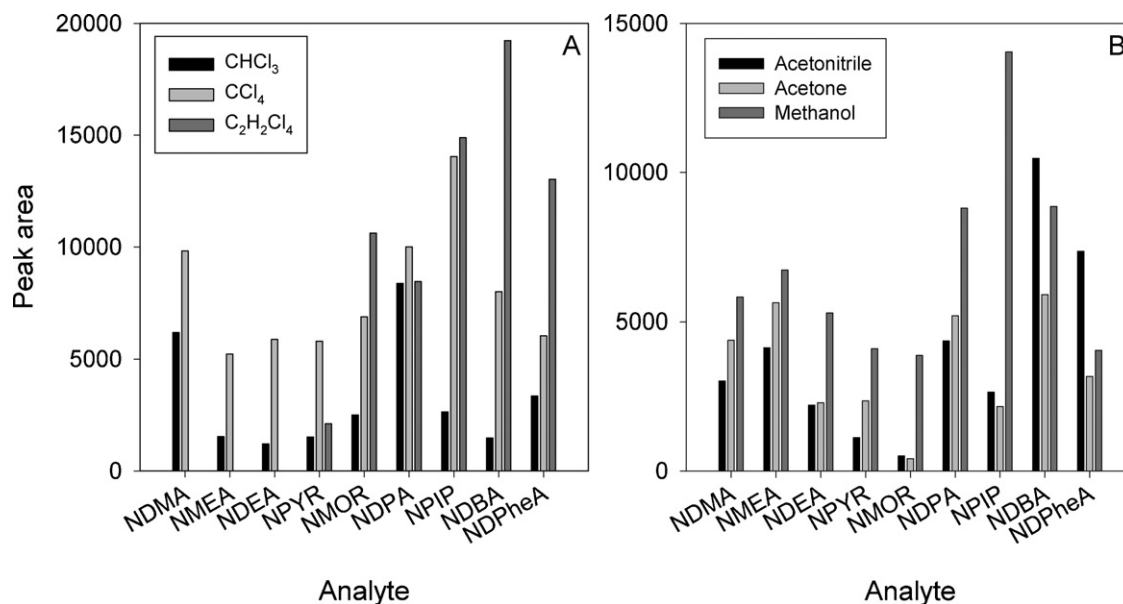 A
CHCl3
CCl4
C2H2Cl4
Peak area
20000
15000
10000
5000
0
NDMA
NMEA
NDEA
NPYR
NMOR
NDPA
NPIP
NDBA
NDPheA
Analyte
B
Acetonitrile
Acetone
Methanol
15000
10000
5000
0
NDMA
NMEA
NDEA
NPYR
NMOR
NDPA
NPIP
NDBA
NDPheA
Analyte